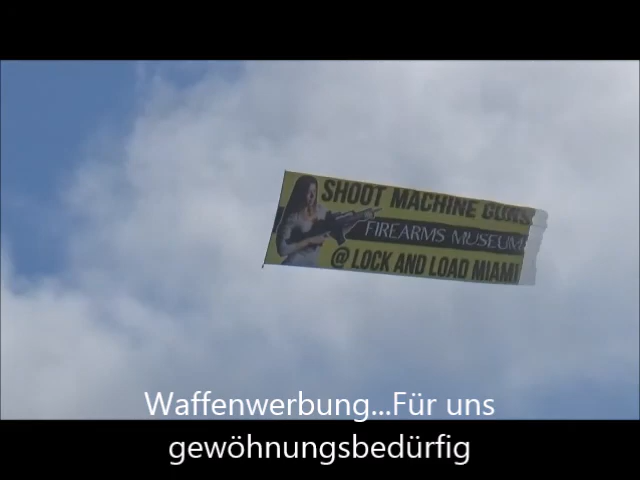 SHOOT MACHINE GUNS
FIREARMS MUSEUM
@ LOCK AND LOAD MIAMI
Waffenwerbung...Für uns
gewöhnungsbedürfig